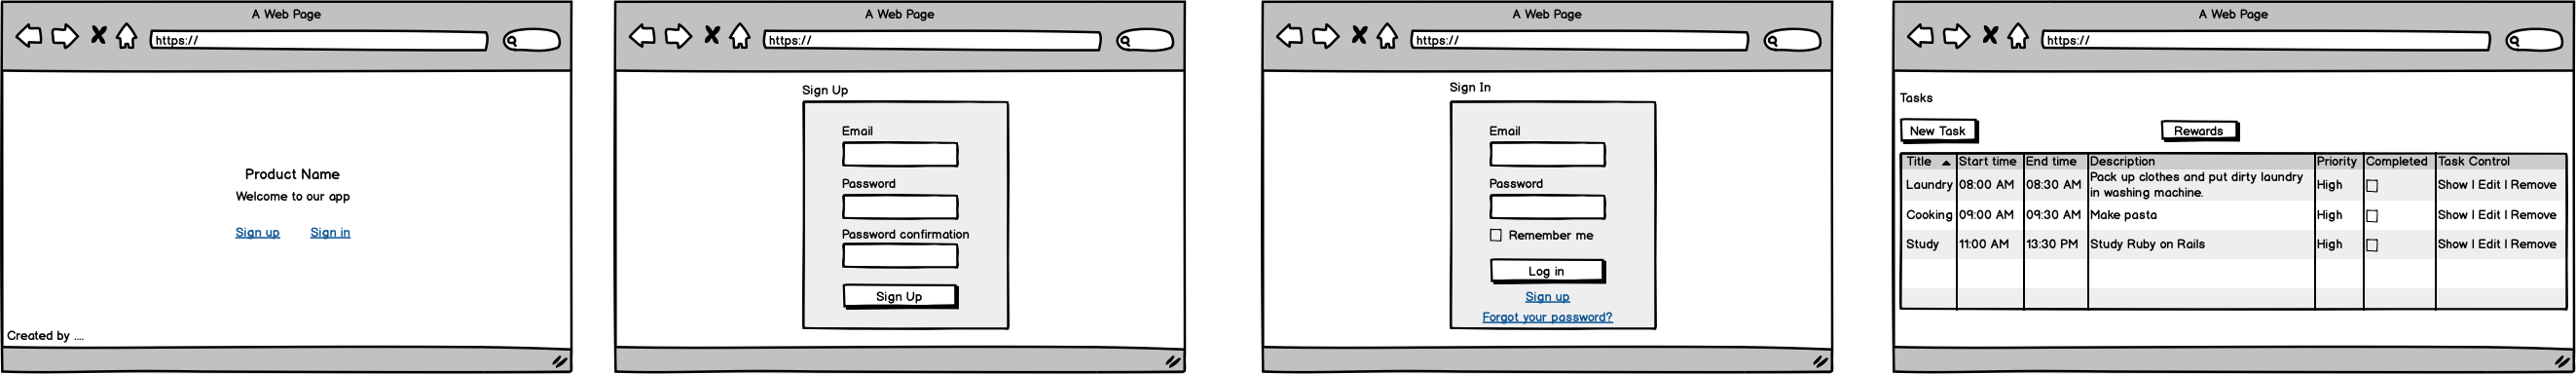 A Web Page
https://
Product Name
Welcome to our app
Sign up Sign in
Created by ....
A Web Page
https://
Sign Up
Email
Password
Password confirmation
Sign Up
A Web Page
https://
Sign In
Email
Password
Remember me
Log in
Sign up
Forgot your password?
A Web Page
https://
Tasks
New Task Rewards
Title Start time End time Description Priority Completed Task Control
Laundry 08:00 AM 08:30 AM Pack up clothes and put dirty laundry in washing machine. High Show | Edit | Remove
Cooking 09:00 AM 09:30 AM Make pasta High Show | Edit | Remove
Study 11:00 AM 13:30 PM Study Ruby on Rails High Show | Edit | Remove